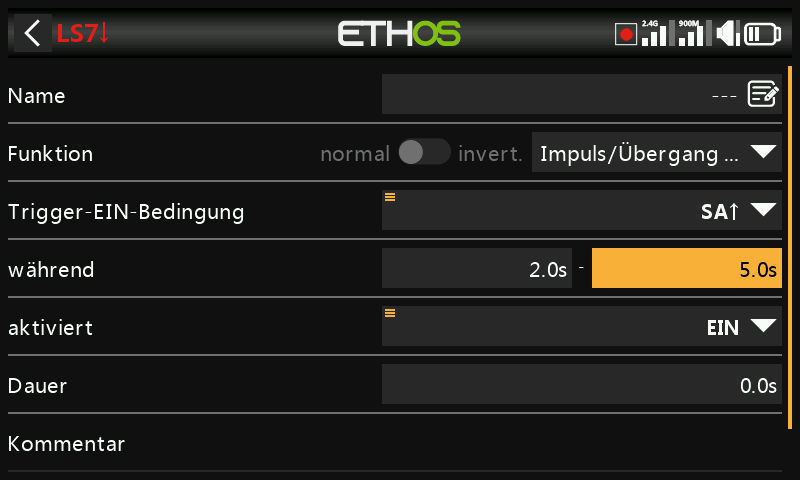 LS7↓ ETHOS 2.4G 900M
Name ---
Funktion normal invert. Impuls/Übergang ...
Trigger-EIN-Bedingung SA↑
während 2.0s - 5.0s
aktiviert EIN
Dauer 0.0s
Kommentar